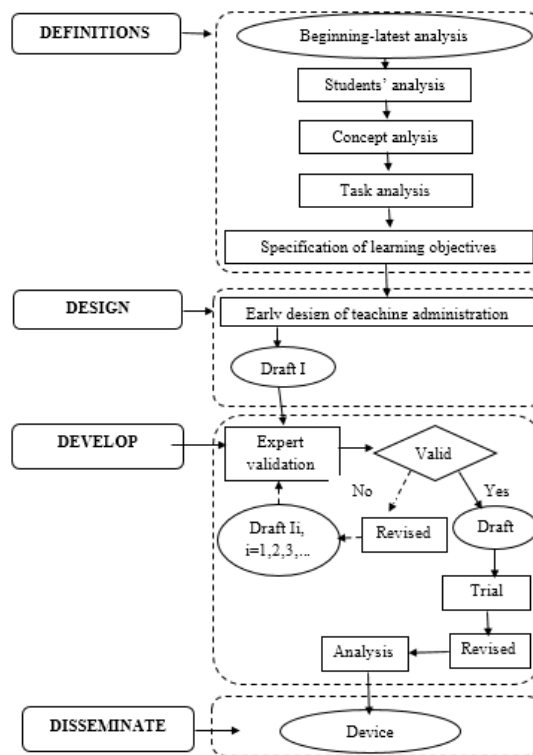 DEFINITIONS
Beginning-latest analysis
Students’ analysis
Concept anlysis
Task analysis
Specification of learning objectives
DESIGN
Early design of teaching administration
Draft I
DEVELOP
Expert
validation
Valid
No
Yes
Draft Ii,
i=1,2,3,...
Revised
Draft
Trial
Analysis
Revised
DISSEMINATE
Device